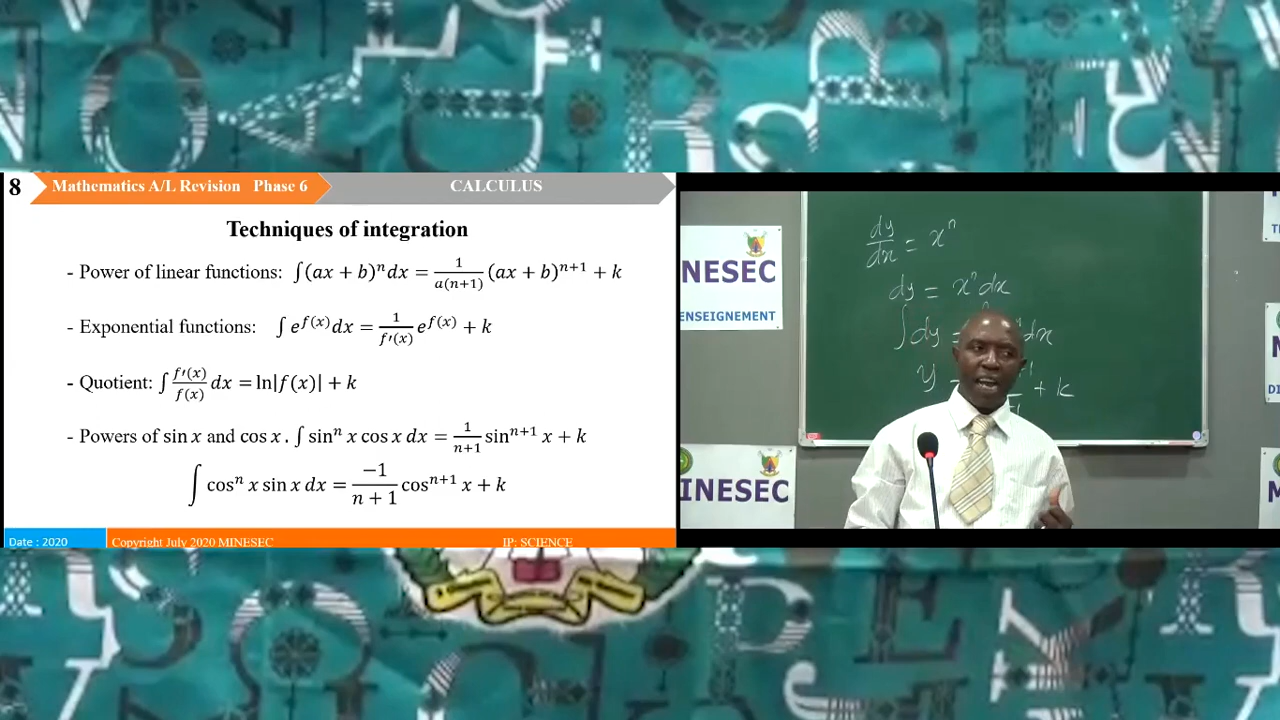 8 Mathematics A/L Revision Phase 6 CALCULUS
Techniques of integration
- Power of linear functions: ∫(ax + b)ⁿdx = 1/a(n+1) (ax + b)ⁿ⁺¹ + k
- Exponential functions: ∫ e^f(x) dx = 1/f′(x) e^f(x) + k
- Quotient: ∫ f′(x)/f(x) dx = ln|f(x)| + k
- Powers of sin x and cos x . ∫ sinⁿ x cos x dx = 1/n+1 sinⁿ⁺¹ x + k
∫ cosⁿ x sin x dx = −1/n + 1 cosⁿ⁺¹ x + k
Date : 2020 Copyright July 2020 MINESEC IP: SCIENCE
dy/dx = xⁿ
dy = xⁿdx
∫dy = dx
y = + k
NESEC
ENSEIGNEMENT
INESEC